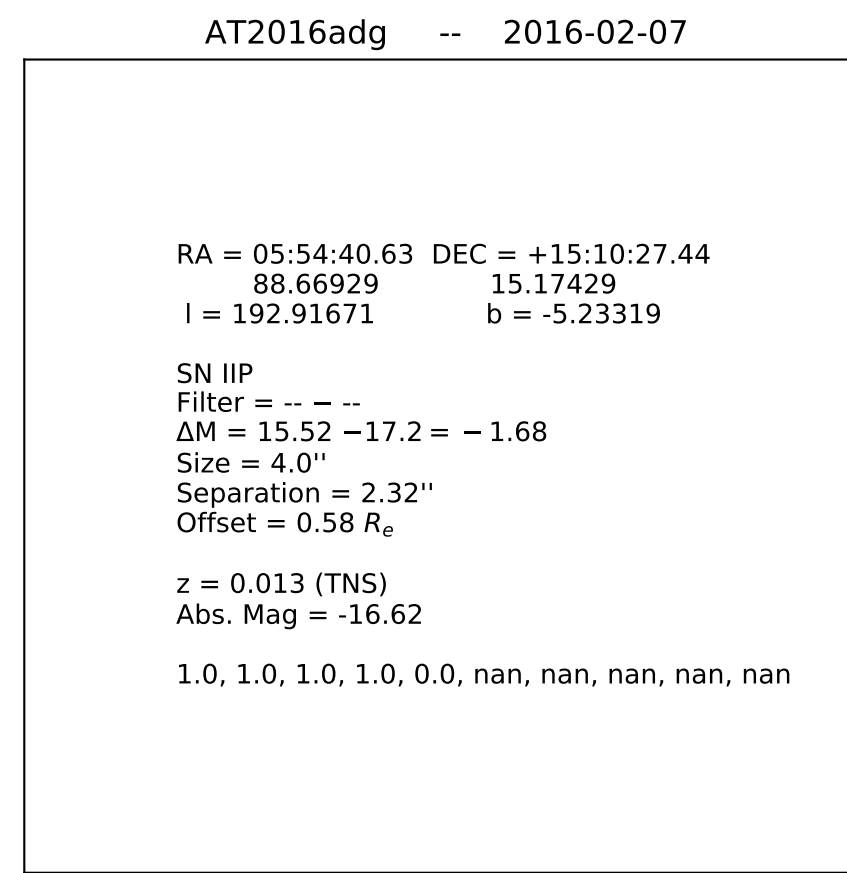 AT2016adg -- 2016-02-07
RA = 05:54:40.63 DEC = +15:10:27.44
88.66929 15.17429
l = 192.91671 b = -5.23319
SN IIP
Filter = -- − --
ΔM = 15.52 −17.2 = − 1.68
Size = 4.0''
Separation = 2.32''
Offset = 0.58 Rₑ
z = 0.013 (TNS)
Abs. Mag = -16.62
1.0, 1.0, 1.0, 1.0, 0.0, nan, nan, nan, nan, nan